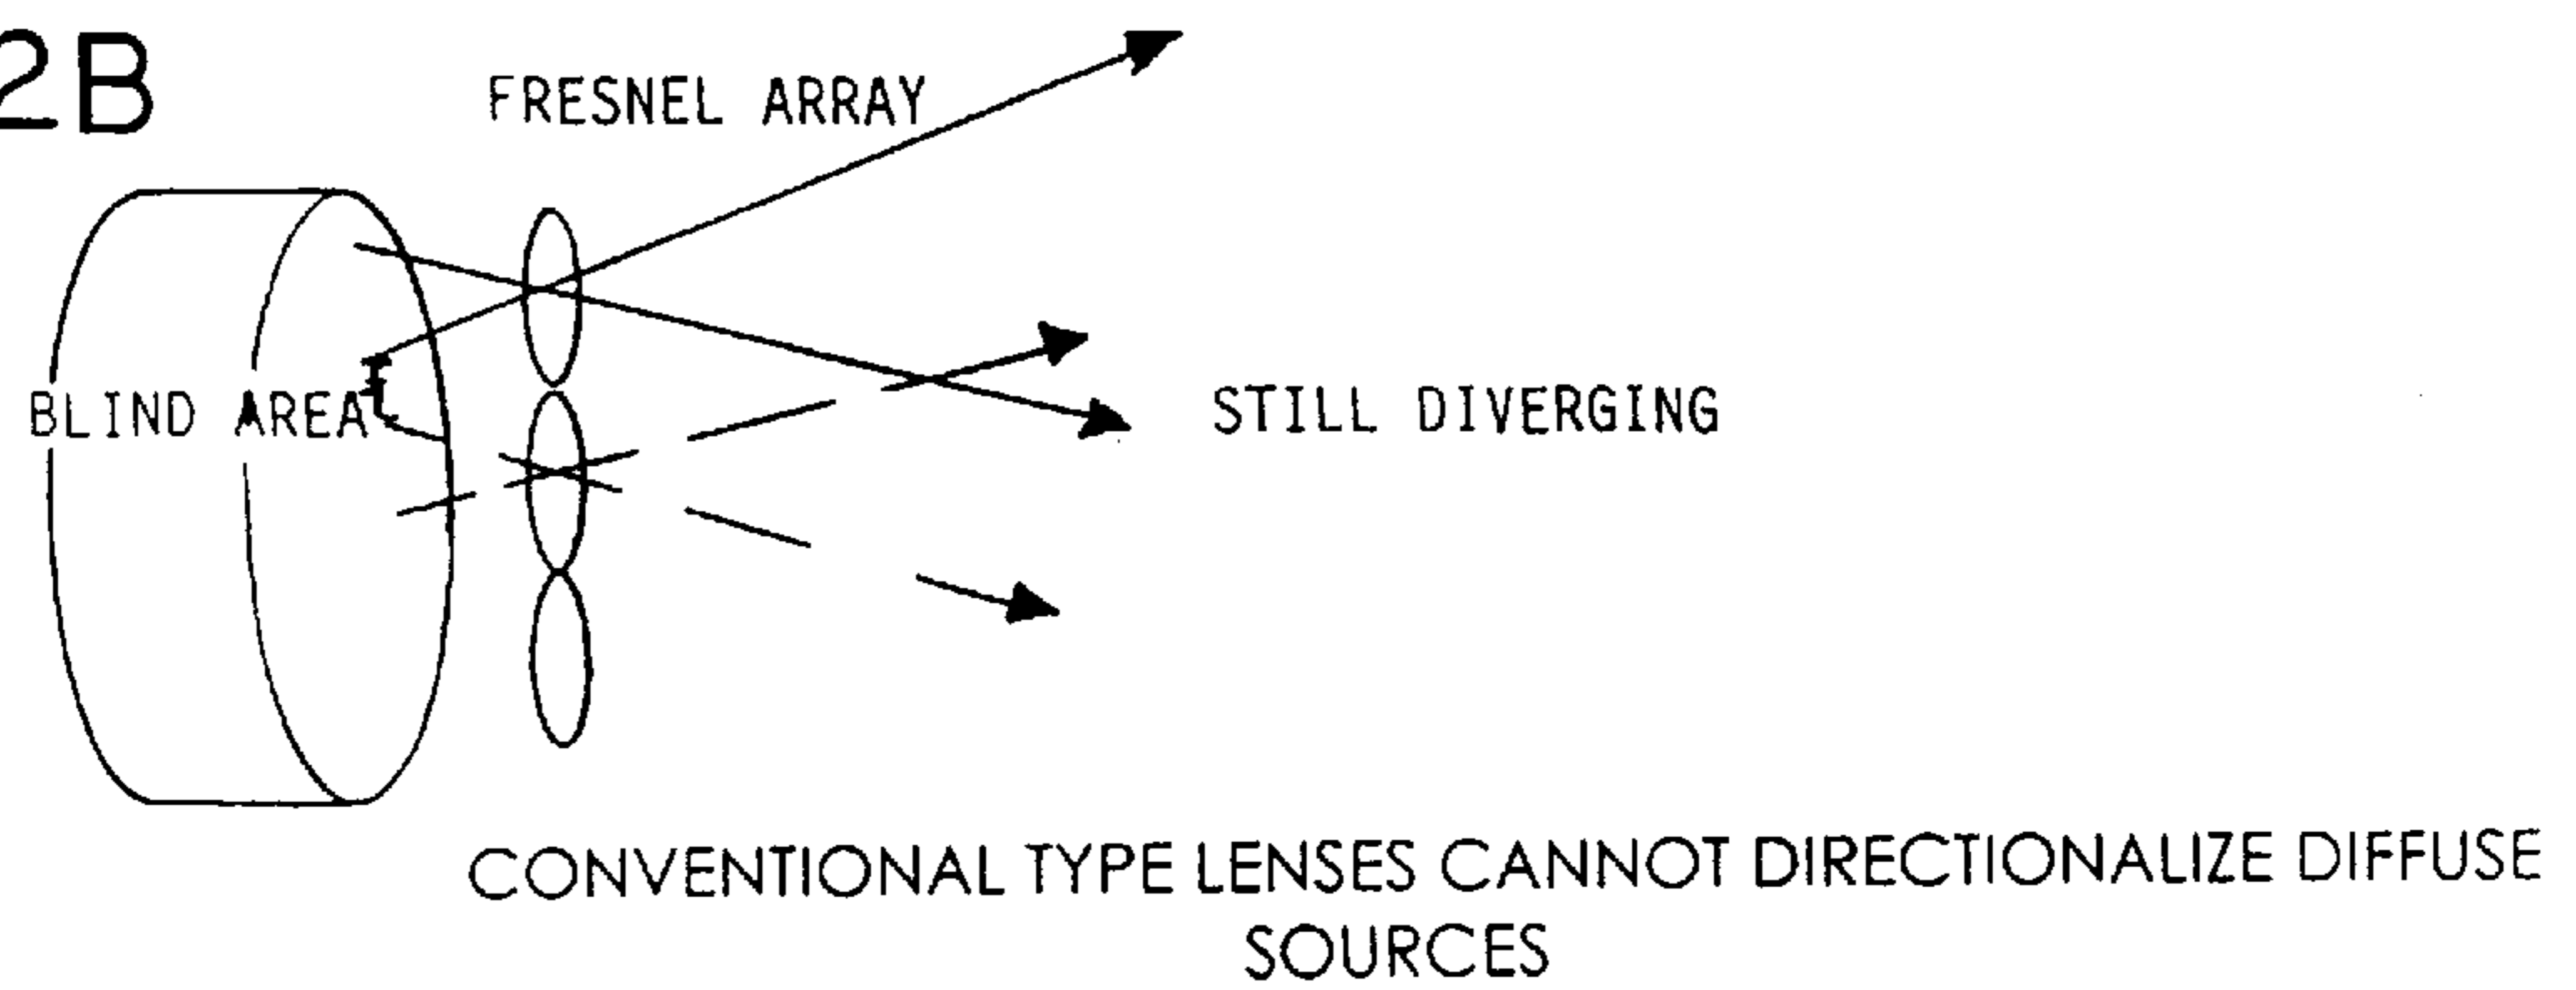 2B
FRESNEL ARRAY
BLIND AREA
STILL DIVERGING
CONVENTIONAL TYPE LENSES CANNOT DIRECTIONALIZE DIFFUSE
SOURCES